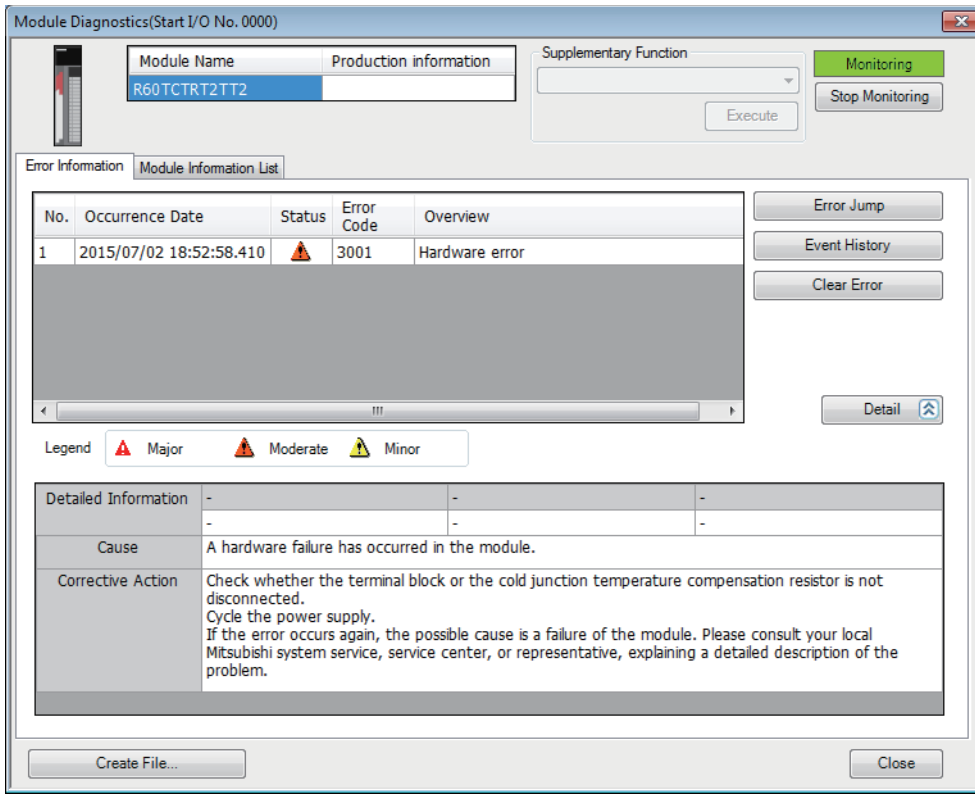 Module Diagnostics(Start I/O No. 0000)
Module Name Production information
R60TCTRT2TT2
Supplementary Function
Execute
Monitoring
Stop Monitoring
Error Information Module Information List
No. Occurrence Date Status Error Code Overview
1 2015/07/02 18:52:58.410 3001 Hardware error
Error Jump
Event History
Clear Error
Detail
Legend Major Moderate Minor
Detailed Information - - -
- - -
Cause A hardware failure has occurred in the module.
Corrective Action Check whether the terminal block or the cold junction temperature compensation resistor is not
disconnected.
Cycle the power supply.
If the error occurs again, the possible cause is a failure of the module. Please consult your local
Mitsubishi system service, service center, or representative, explaining a detailed description of the
problem.
Create File... Close